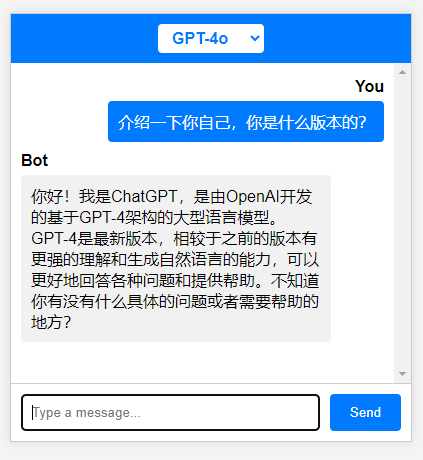 GPT-4o
You
介绍一下你自己，你是什么版本的？
Bot
你好！我是ChatGPT，是由OpenAI开发
的基于GPT-4架构的大型语言模型。
GPT-4是最新版本，相较于之前的版本有
更强的理解和生成自然语言的能力，可以
更好地回答各种问题和提供帮助。不知道
你有没有什么具体的问题或者需要帮助的
地方？
Type a message...
Send